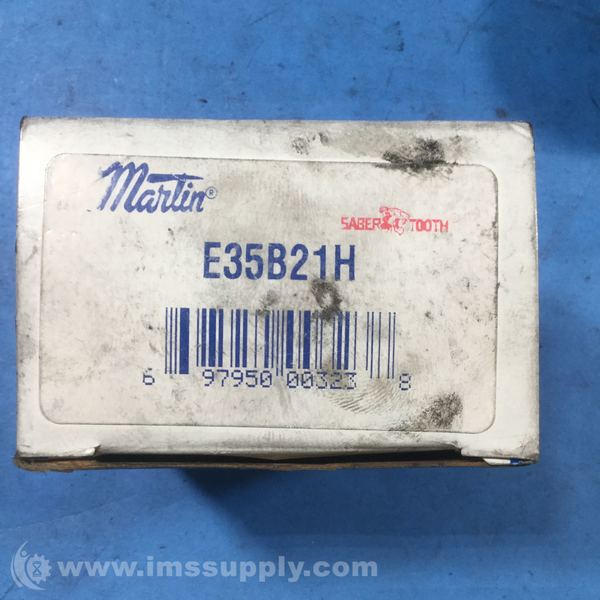 Martin®
SABER TOOTH
E35B21H
6 97950 00323 8
www.imssupply.com